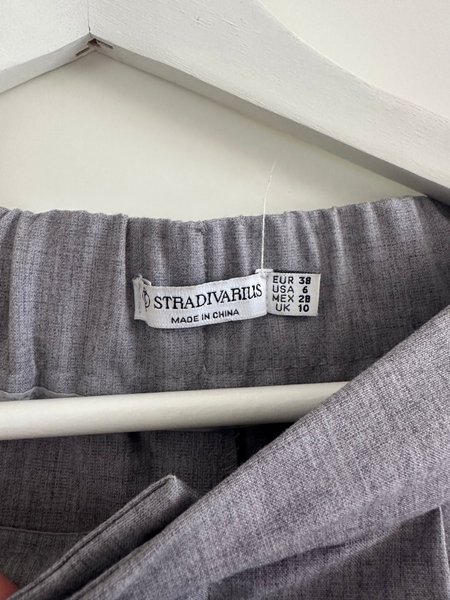 STRADIVARIUS
MADE IN CHINA
EUR 38
USA 6
MEX 28
UK 10